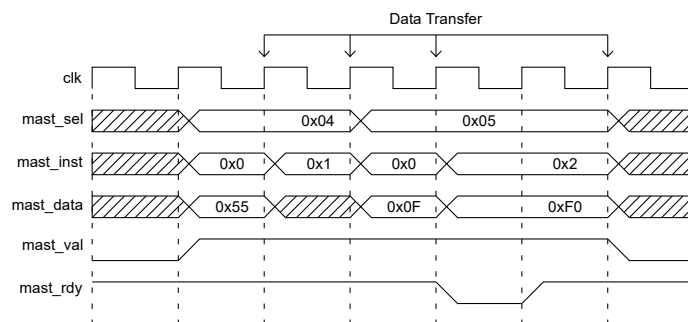 Data Transfer
clk
mast_sel 0x04 0x05
mast_inst 0x0 0x1 0x0 0x2
mast_data 0x55 0x0F 0xF0
mast_val
mast_rdy